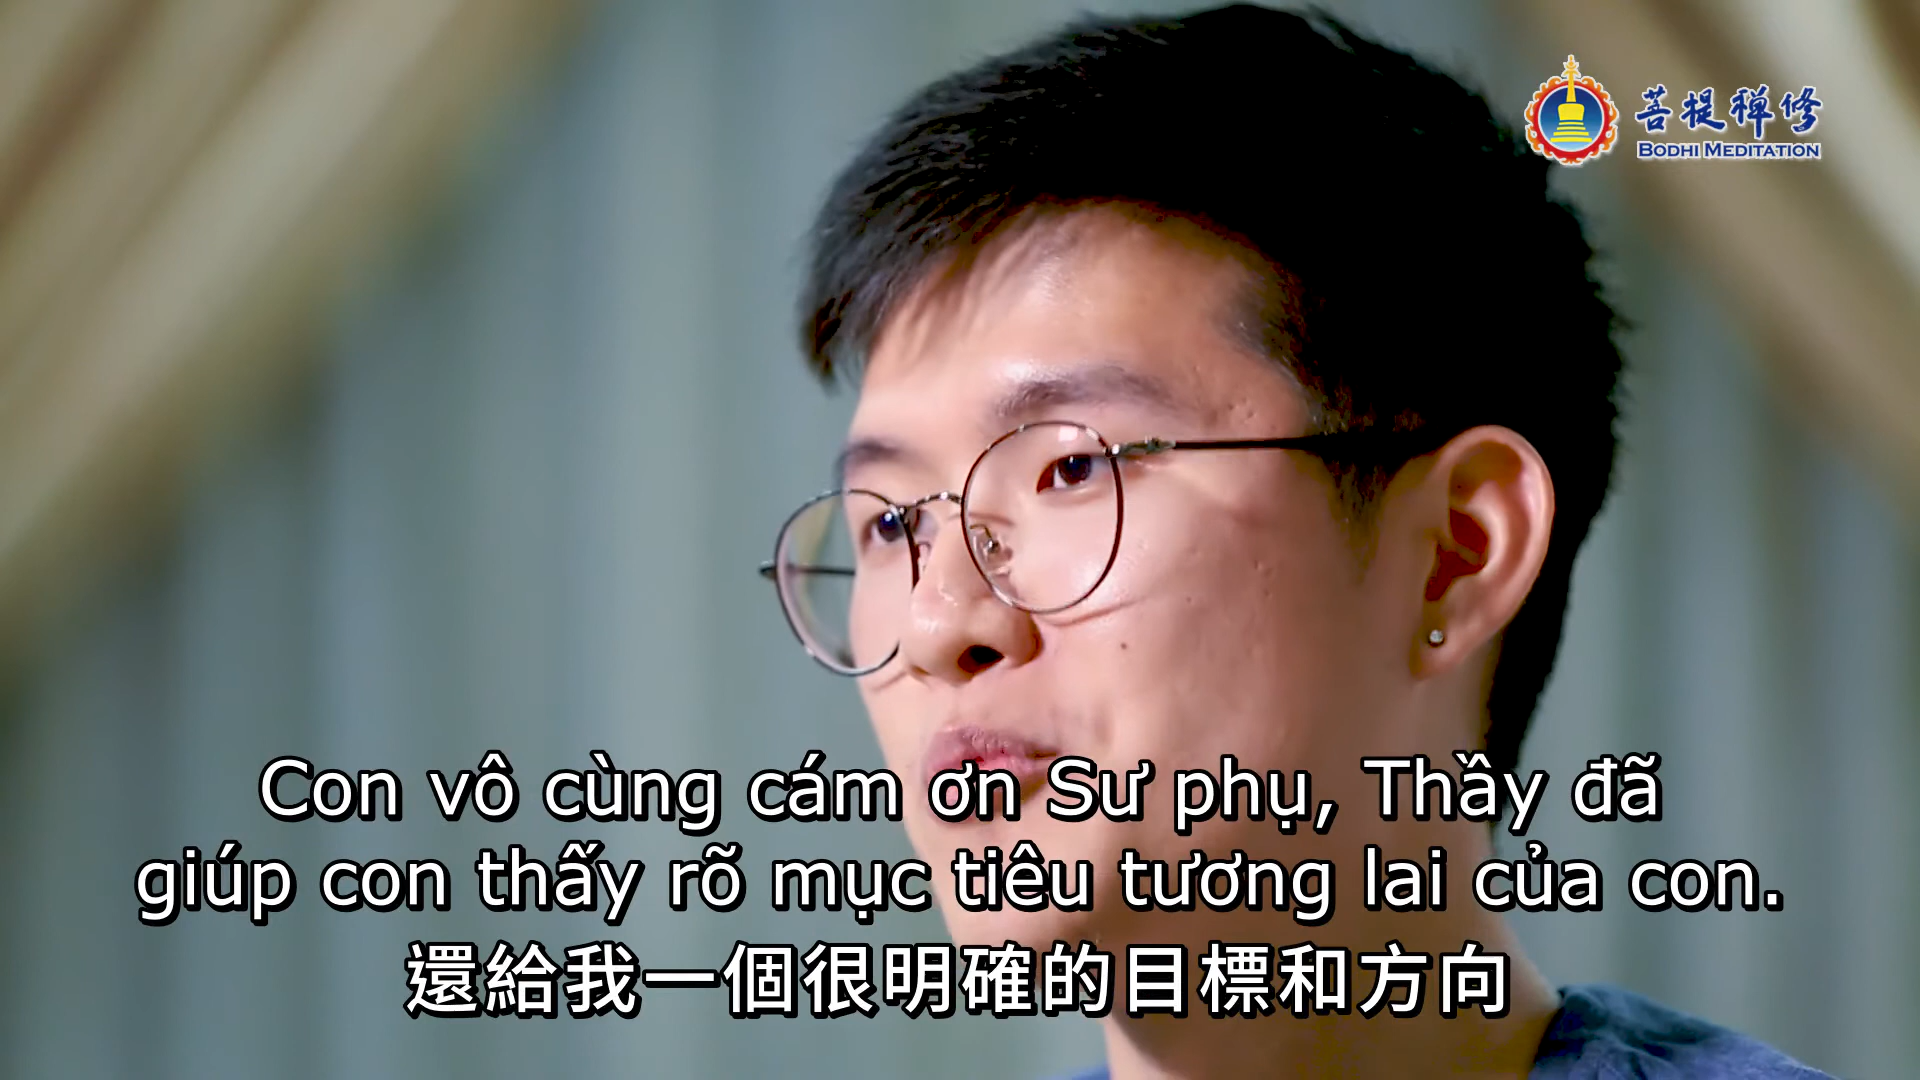 菩提禪修
BODHI MEDITATION
Con vô cùng cám ơn Sư phụ, Thầy đã
giúp con thấy rõ mục tiêu tương lai của con.
還給我一個很明確的目標和方向